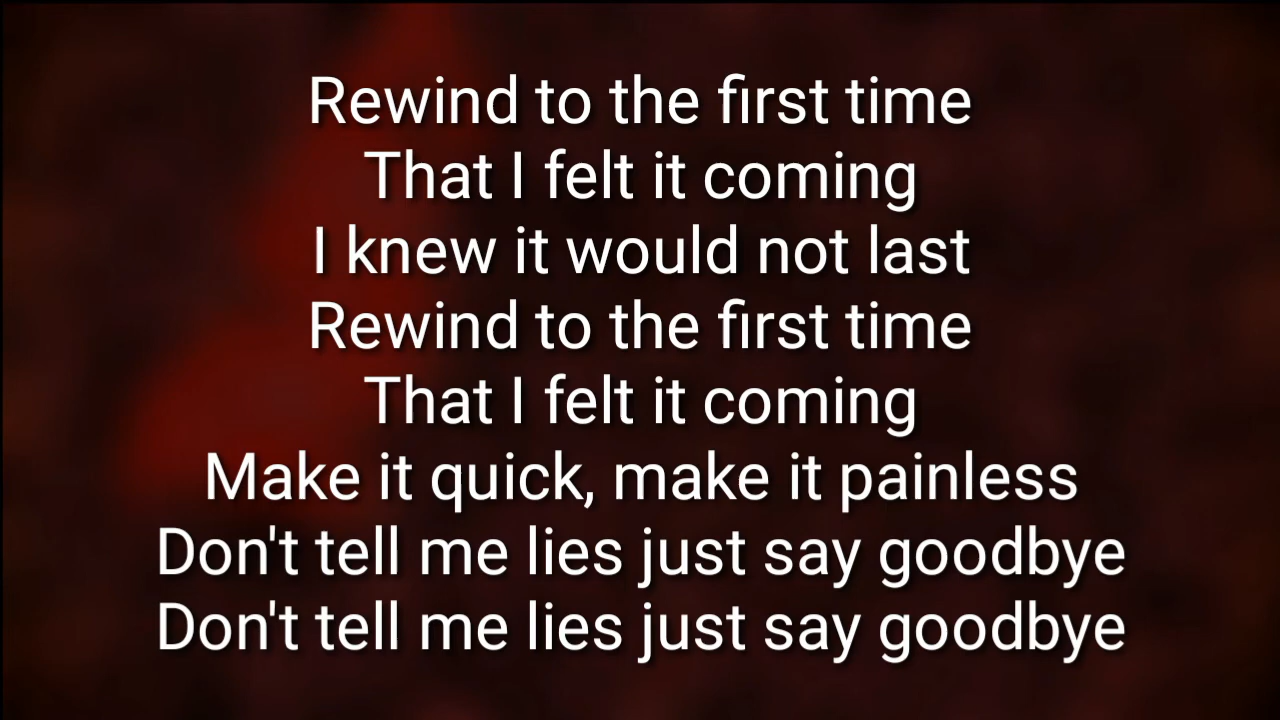 Rewind to the first time
That I felt it coming
I knew it would not last
Rewind to the first time
That I felt it coming
Make it quick, make it painless
Don't tell me lies just say goodbye
Don't tell me lies just say goodbye